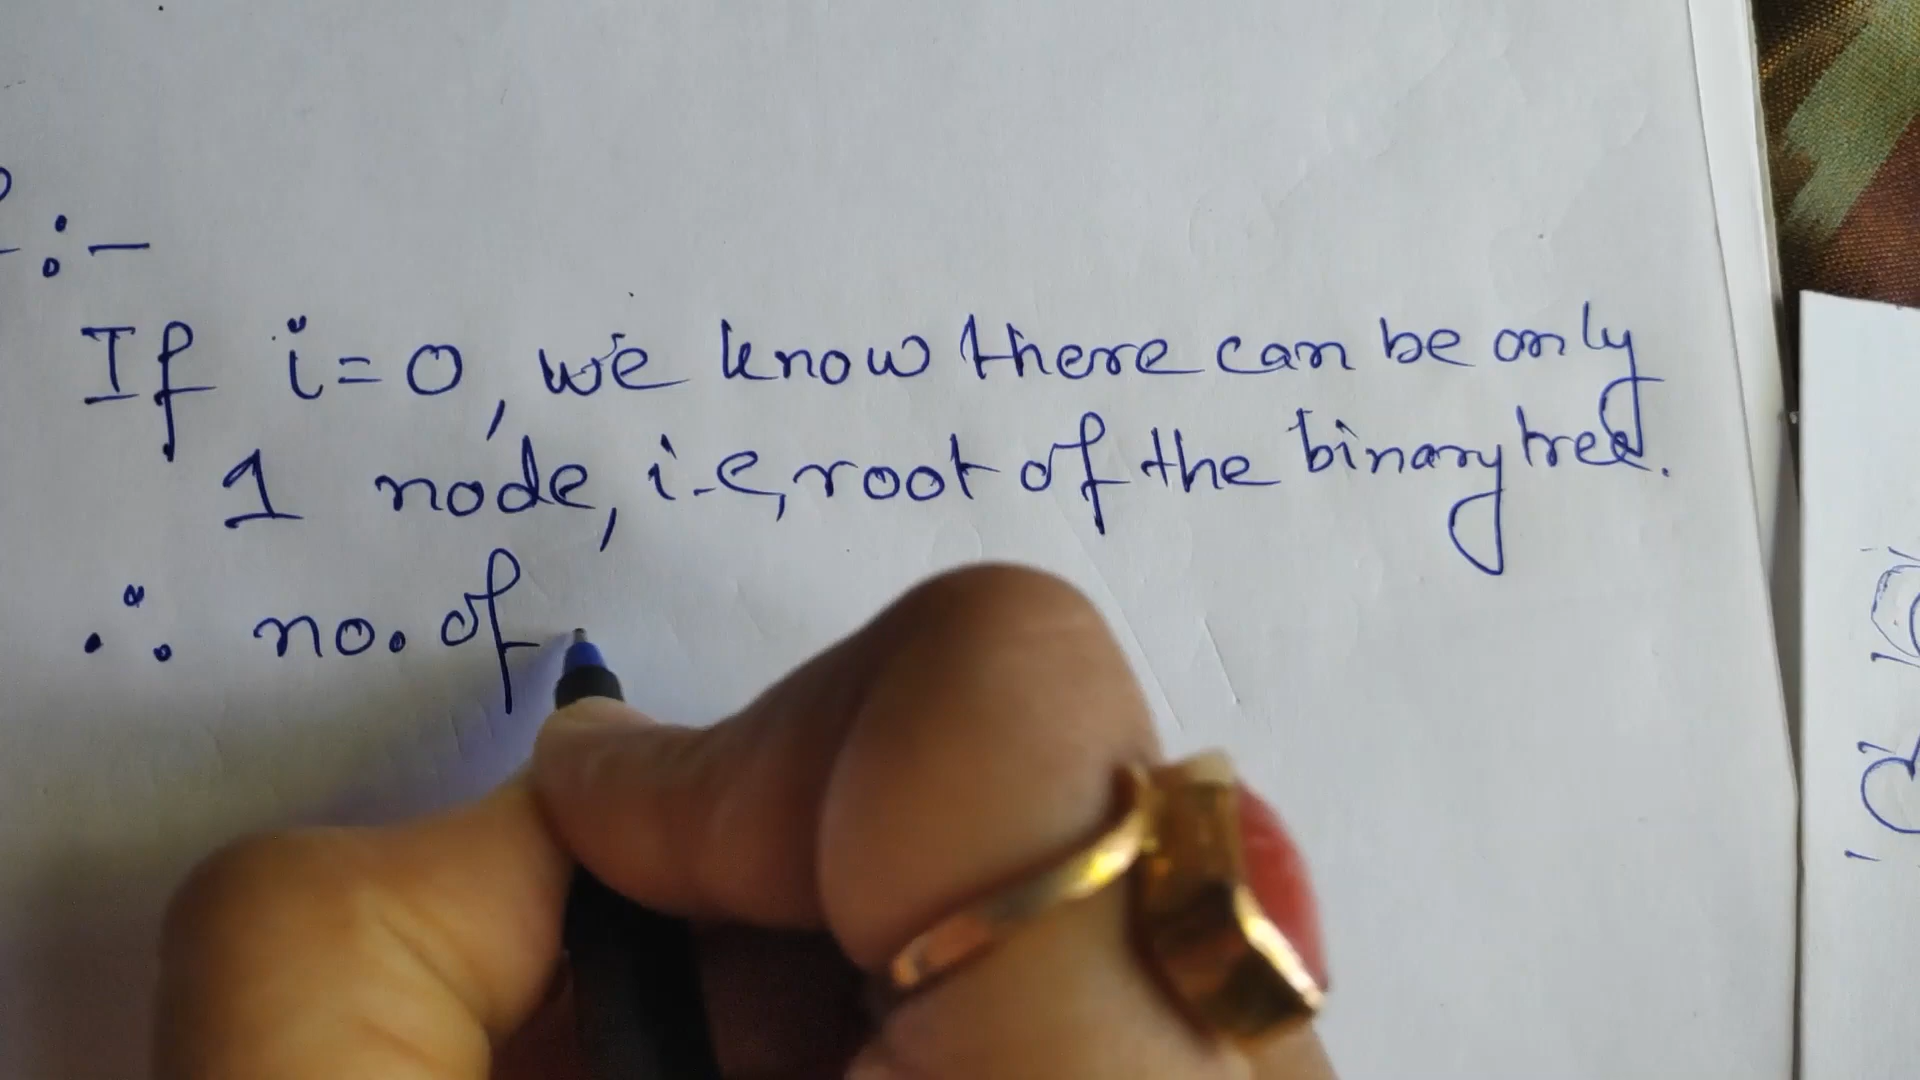 :-
If i=0, we know there can be only
1 node, i.e, root of the binary tree.
∴ no. of